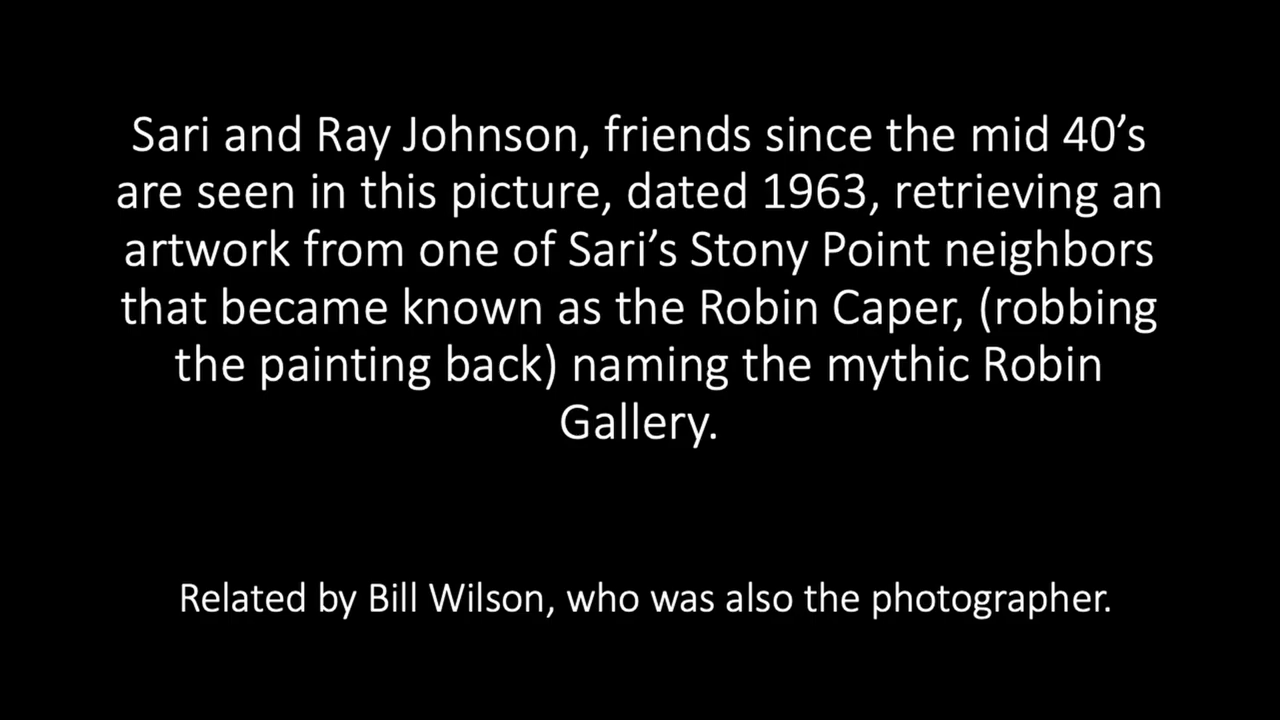 Sari and Ray Johnson, friends since the mid 40’s
are seen in this picture, dated 1963, retrieving an
artwork from one of Sari’s Stony Point neighbors
that became known as the Robin Caper, (robbing
the painting back) naming the mythic Robin
Gallery.
Related by Bill Wilson, who was also the photographer.